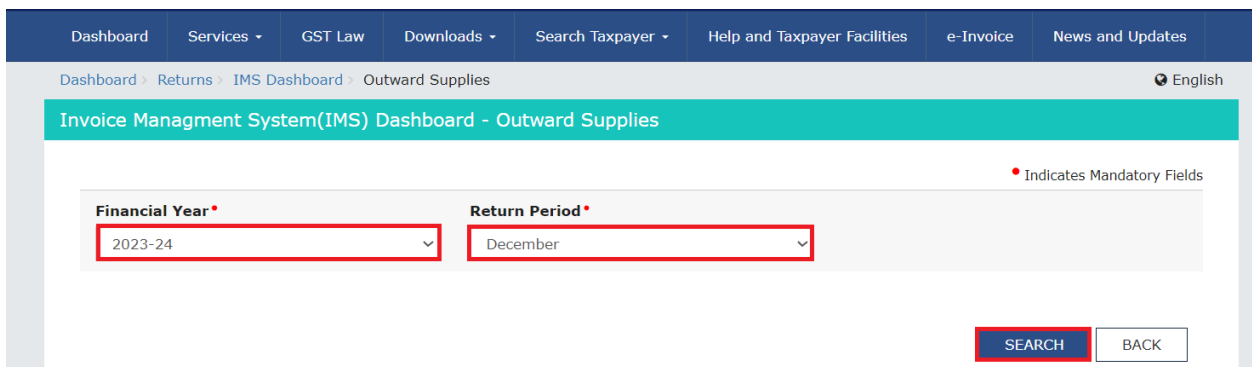 Dashboard Services GST Law Downloads Search Taxpayer Help and Taxpayer Facilities e-Invoice News and Updates
Dashboard > Returns > IMS Dashboard > Outward Supplies English
Invoice Managment System(IMS) Dashboard - Outward Supplies
• Indicates Mandatory Fields
Financial Year• Return Period•
2023-24 December
SEARCH BACK